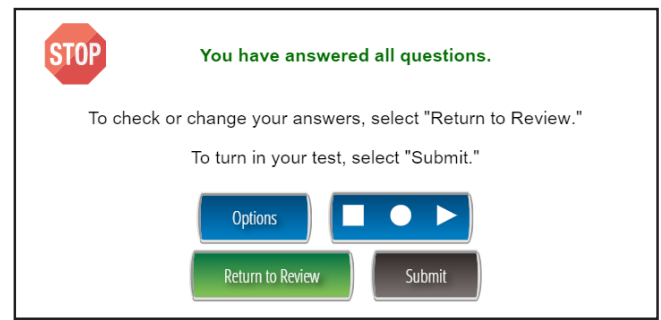 STOP
You have answered all questions.
To check or change your answers, select "Return to Review."
To turn in your test, select "Submit."
Options
Return to Review
Submit